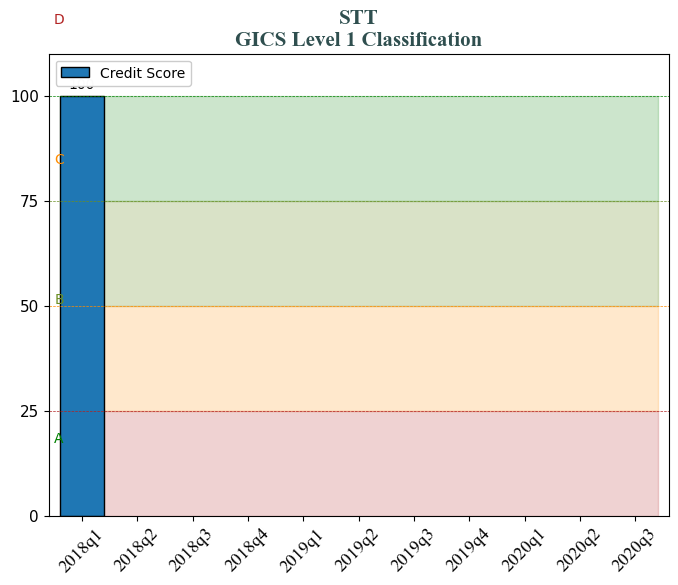 D
STT
GICS Level 1 Classification
Credit Score
100
100
C
75
B
50
25
A
0
2018q1
2018q2
2018q3
2018q4
2019q1
2019q2
2019q3
2019q4
2020q1
2020q2
2020q3